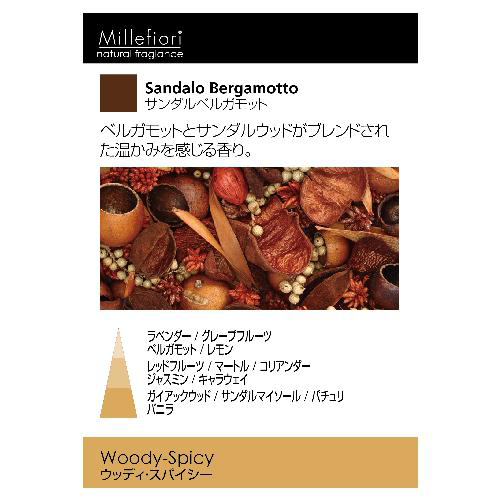 Millefiori
natural fragrance
Sandalo Bergamotto
サンダルベルガモット
ベルガモットとサンダルウッドがブレンドされ
た温かみを感じる香り。
ラベンダー / グレープフルーツ
ベルガモット / レモン
レッドフルーツ / マートル / コリアンダー
ジャスミン / キャラウェイ
ガイアックウッド / サンダルマイソール / パチュリ
バニラ
Woody-Spicy
ウッディ・スパイシー